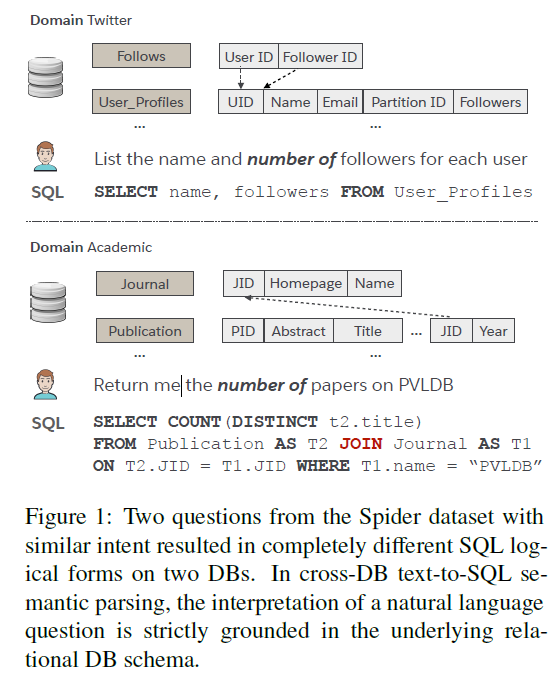 Domain Twitter
Follows User ID Follower ID
User_Profiles UID Name Email Partition ID Followers
... ...
List the name and number of followers for each user
SQL SELECT name, followers FROM User_Profiles
Domain Academic
Journal JID Homepage Name
Publication PID Abstract Title ... JID Year
... ...
Return me the number of papers on PVLDB
SQL SELECT COUNT(DISTINCT t2.title)
FROM Publication AS T2 JOIN Journal AS T1
ON T2.JID = T1.JID WHERE T1.name = “PVLDB”
Figure 1: Two questions from the Spider dataset with
similar intent resulted in completely different SQL log-
ical forms on two DBs. In cross-DB text-to-SQL se-
mantic parsing, the interpretation of a natural language
question is strictly grounded in the underlying rela-
tional DB schema.